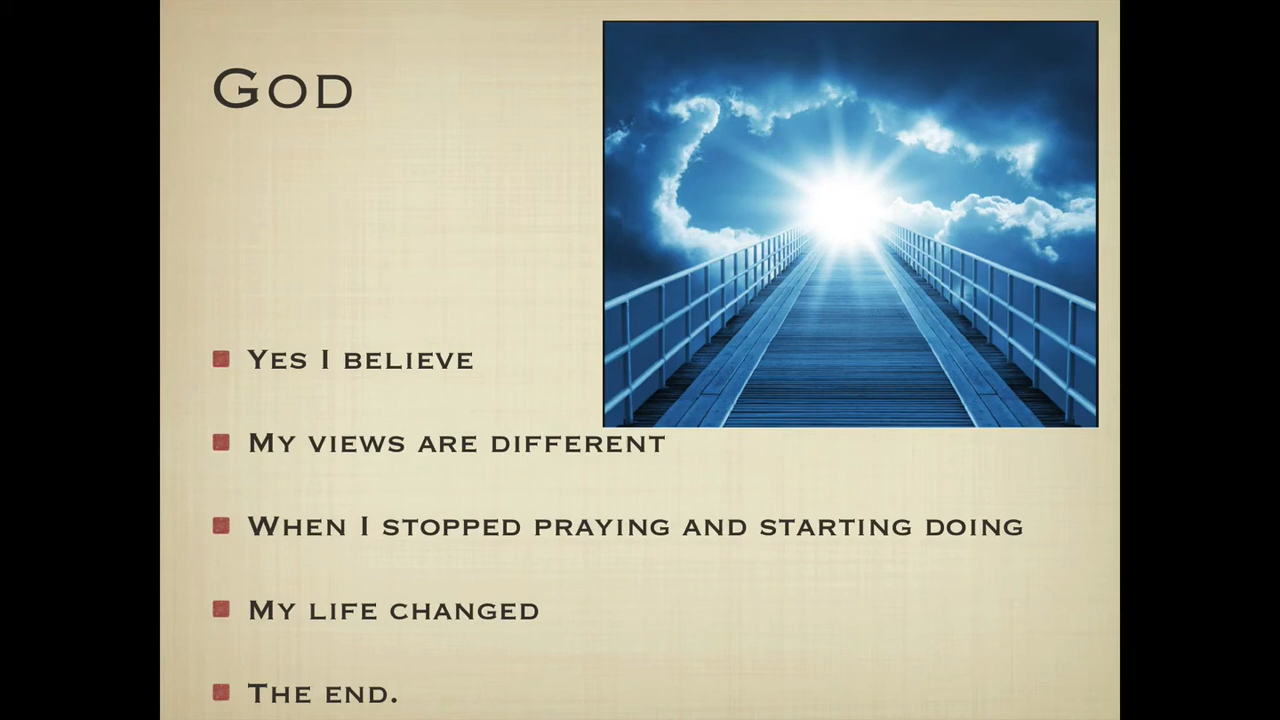 God
Yes I believe
My views are different
When I stopped praying and starting doing
My life changed
The end.